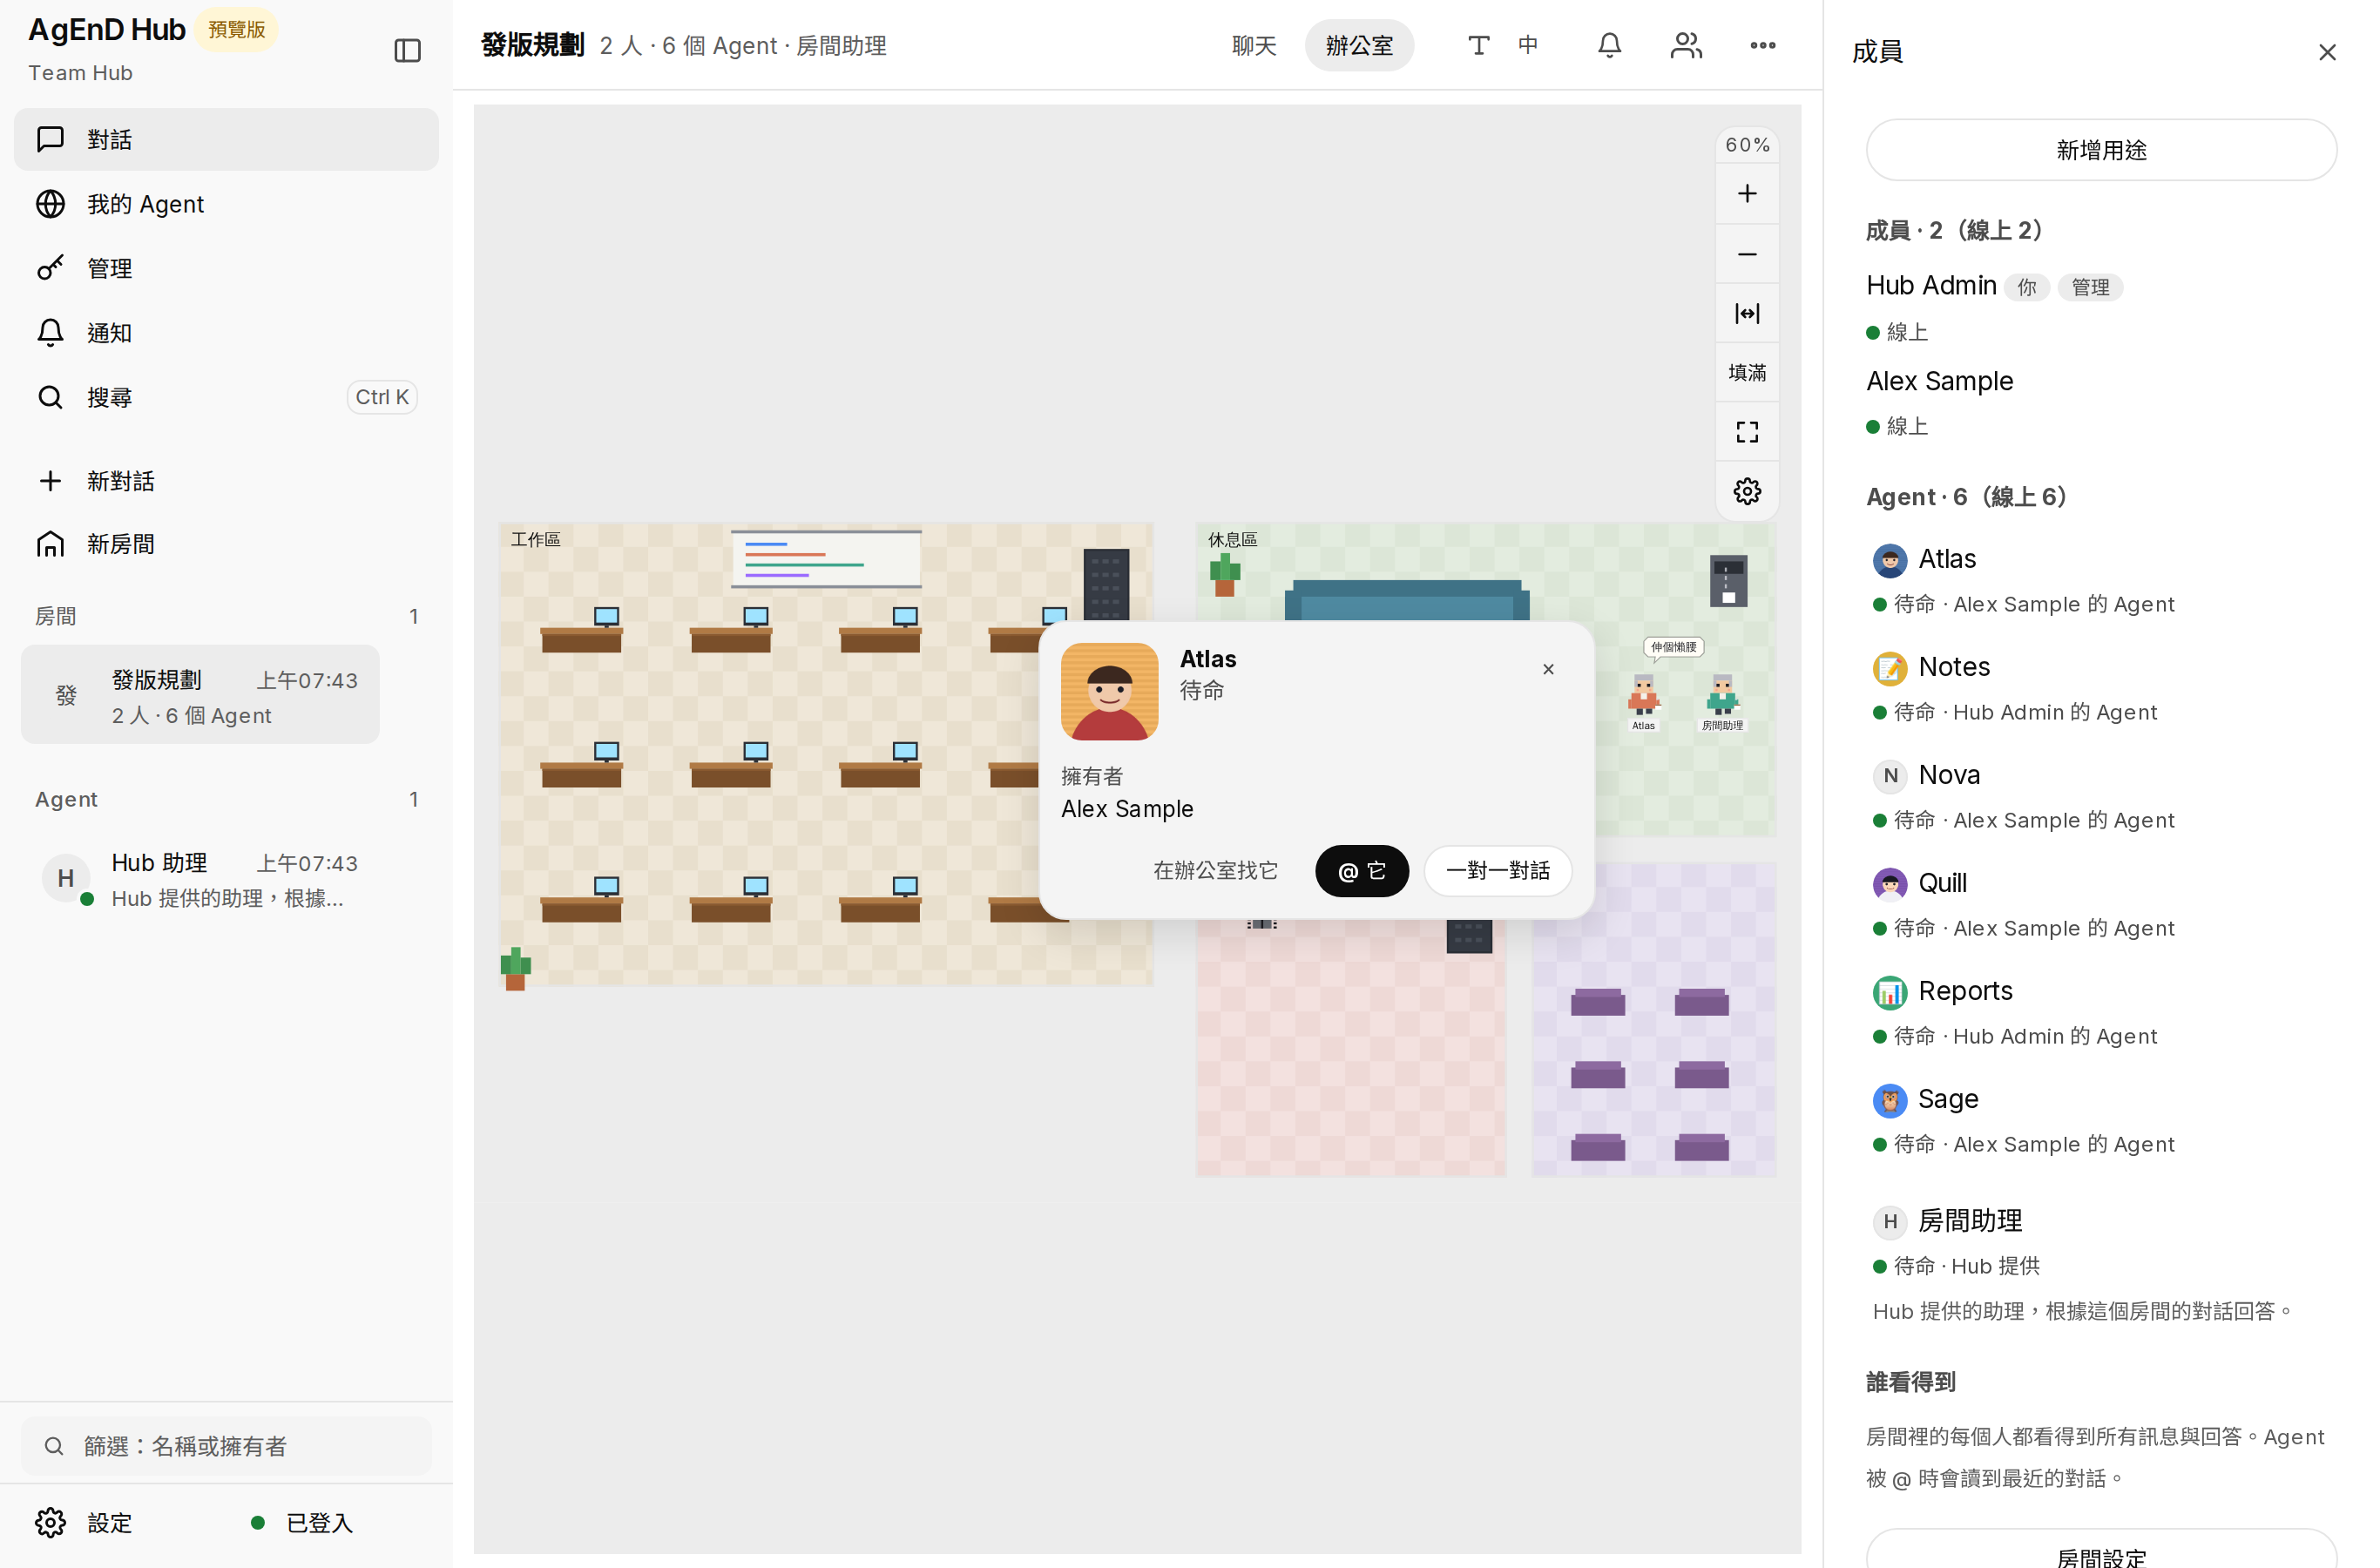 AgEnD Hub 預覽版
Team Hub
對話
我的 Agent
管理
通知
搜尋 Ctrl K
新對話
新房間
房間 1
發 發版規劃 上午07:43
2 人 · 6 個 Agent
Agent 1
H Hub 助理 上午07:43
Hub 提供的助理，根據...
篩選：名稱或擁有者
設定 已登入
發版規劃 2 人 · 6 個 Agent · 房間助理
聊天 辦公室 中
60%
填滿
工作區
休息區
伸個懶腰
Atlas 房間助理
Atlas
待命
×
擁有者
Alex Sample
在辦公室找它 @ 它 一對一對話
成員
新增用途
成員 · 2（線上 2）
Hub Admin 你 管理
線上
Alex Sample
線上
Agent · 6（線上 6）
Atlas
待命 · Alex Sample 的 Agent
Notes
待命 · Hub Admin 的 Agent
N Nova
待命 · Alex Sample 的 Agent
Quill
待命 · Alex Sample 的 Agent
Reports
待命 · Hub Admin 的 Agent
Sage
待命 · Alex Sample 的 Agent
H 房間助理
待命 · Hub 提供
Hub 提供的助理，根據這個房間的對話回答。
誰看得到
房間裡的每個人都看得到所有訊息與回答。Agent
被 @ 時會讀到最近的對話。
房間設定